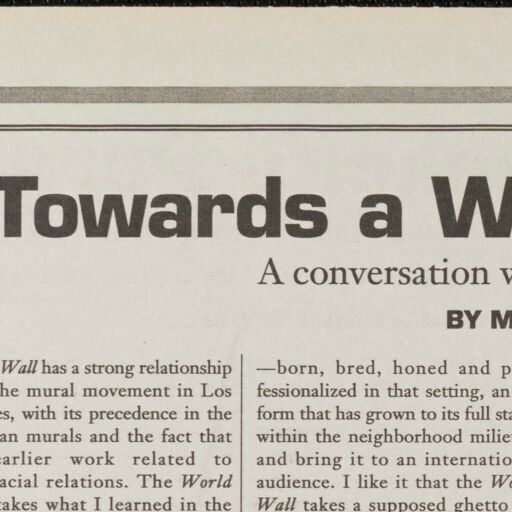 Towards a W
A conversation w
BY M
Wall has a strong relationship
he mural movement in Los
es, with its precedence in the
an murals and the fact that
earlier work related to
acial relations. The World
takes what I learned in the
—born, bred, honed and p
fessionalized in that setting, an
form that has grown to its full sta
within the neighborhood milie
and bring it to an internatio
audience. I like it that the Wo
Wall takes a supposed ghetto